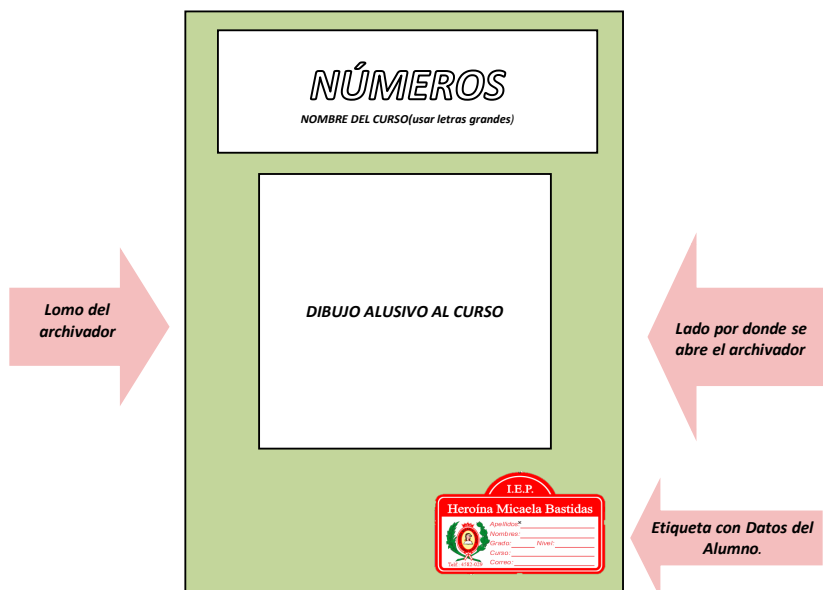 NÚMEROS
NOMBRE DEL CURSO(usar letras grandes)
DIBUJO ALUSIVO AL CURSO
Lomo del
archivador
Lado por donde se
abre el archivador
I.E.P.
Heroína Micaela Bastidas
Apellidos:
Nombres:
Grado: Nivel:
Curso:
Correo:
Etiqueta con Datos del
Alumno.